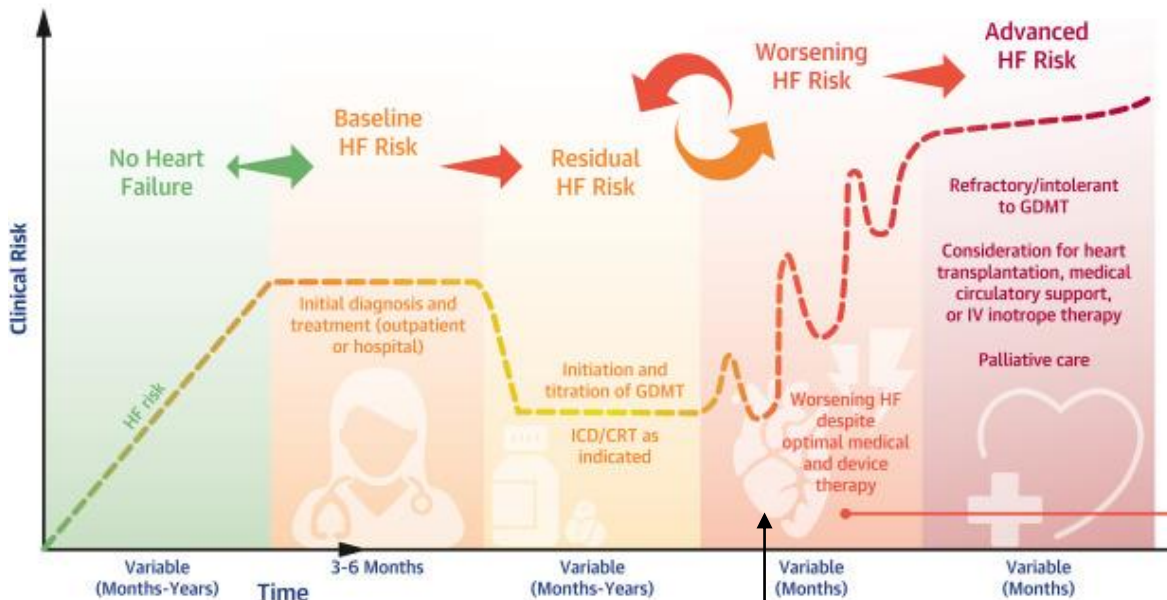 Clinical Risk
No Heart
Failure
HF risk
Baseline
HF Risk
Initial diagnosis and
treatment (outpatient
or hospital)
Residual
HF Risk
Initiation and
titration of GDMT
ICD/CRT as
indicated
Worsening
HF Risk
Worsening HF
despite
optimal medical
and device
therapy
Advanced
HF Risk
Refractory/intolerant
to GDMT
Consideration for heart
transplantation, medical
circulatory support,
or IV inotrope therapy
Palliative care
Variable
(Months-Years)
Time
3-6 Months
Variable
(Months-Years)
Variable
(Months)
Variable
(Months)